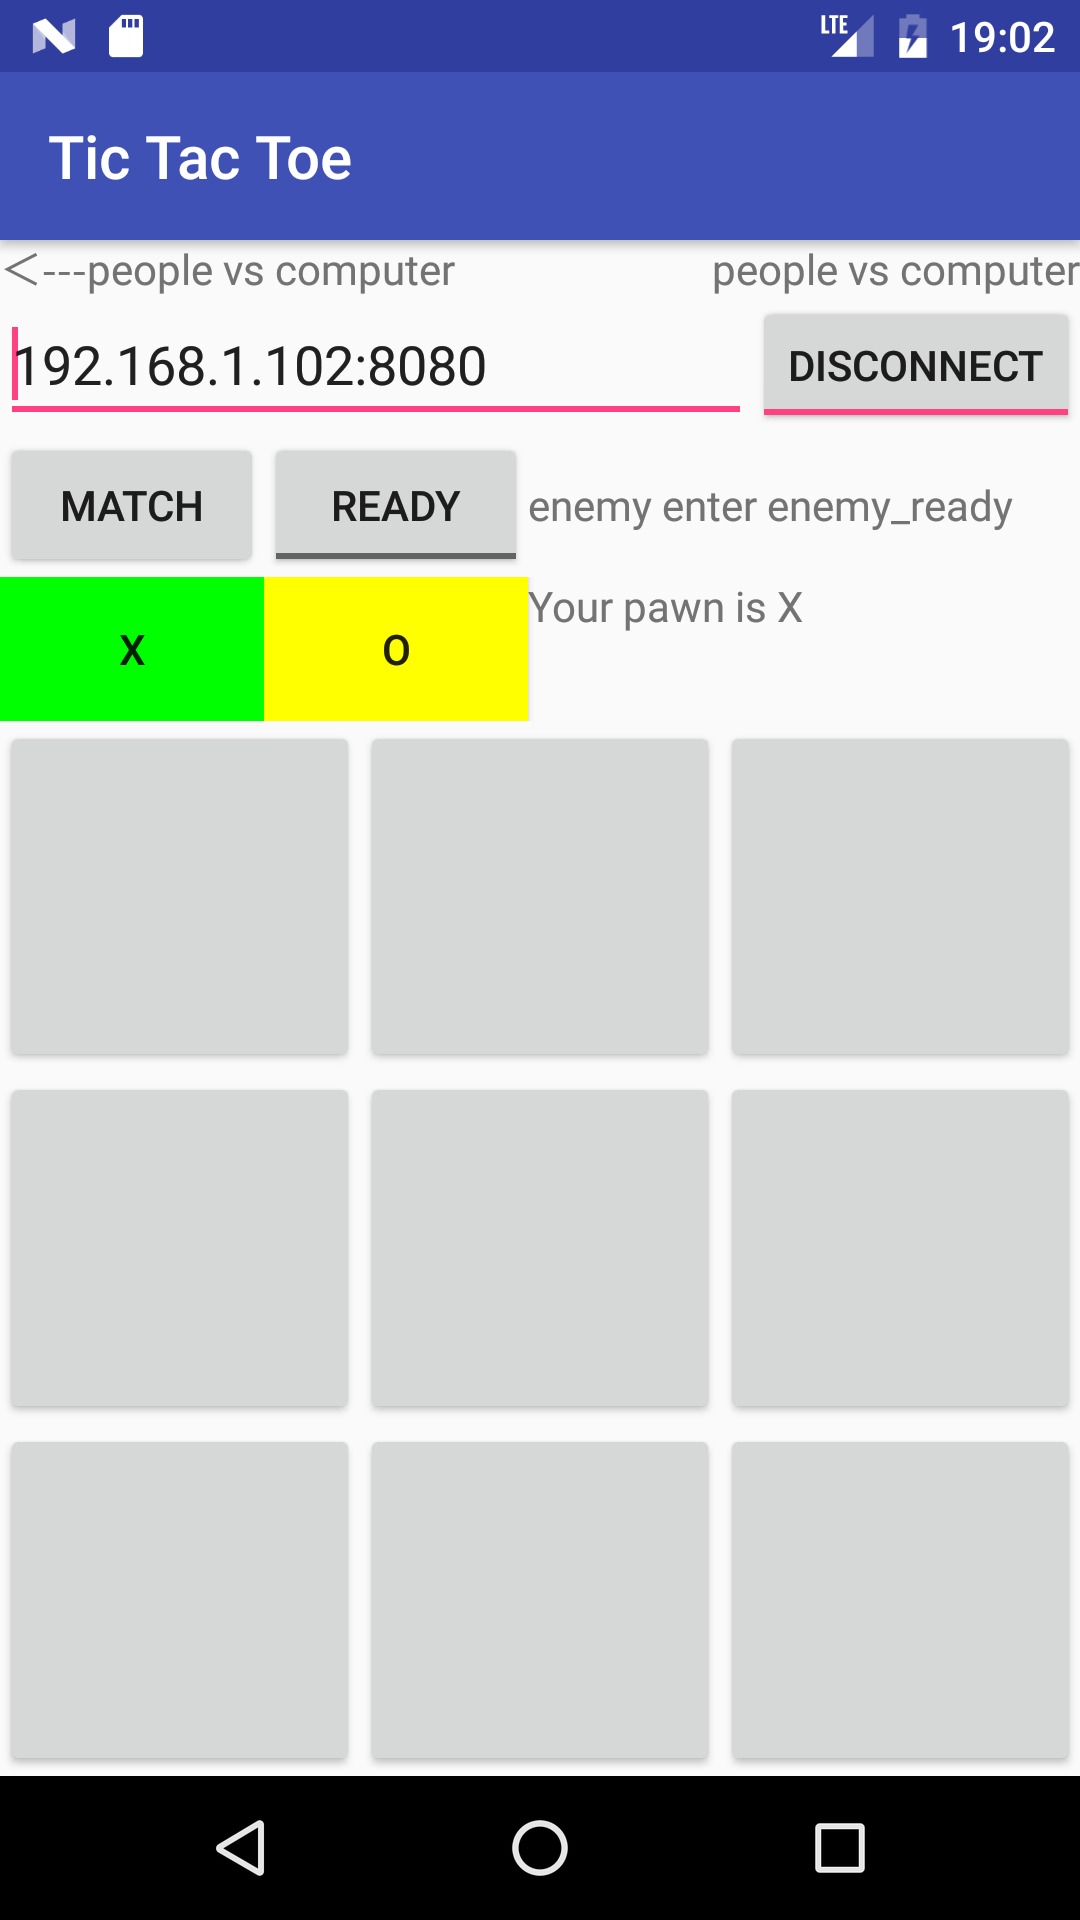 LTE 19:02
Tic Tac Toe
<---people vs computer people vs computer
192.168.1.102:8080 DISCONNECT
MATCH READY enemy enter enemy_ready
X O Your pawn is X